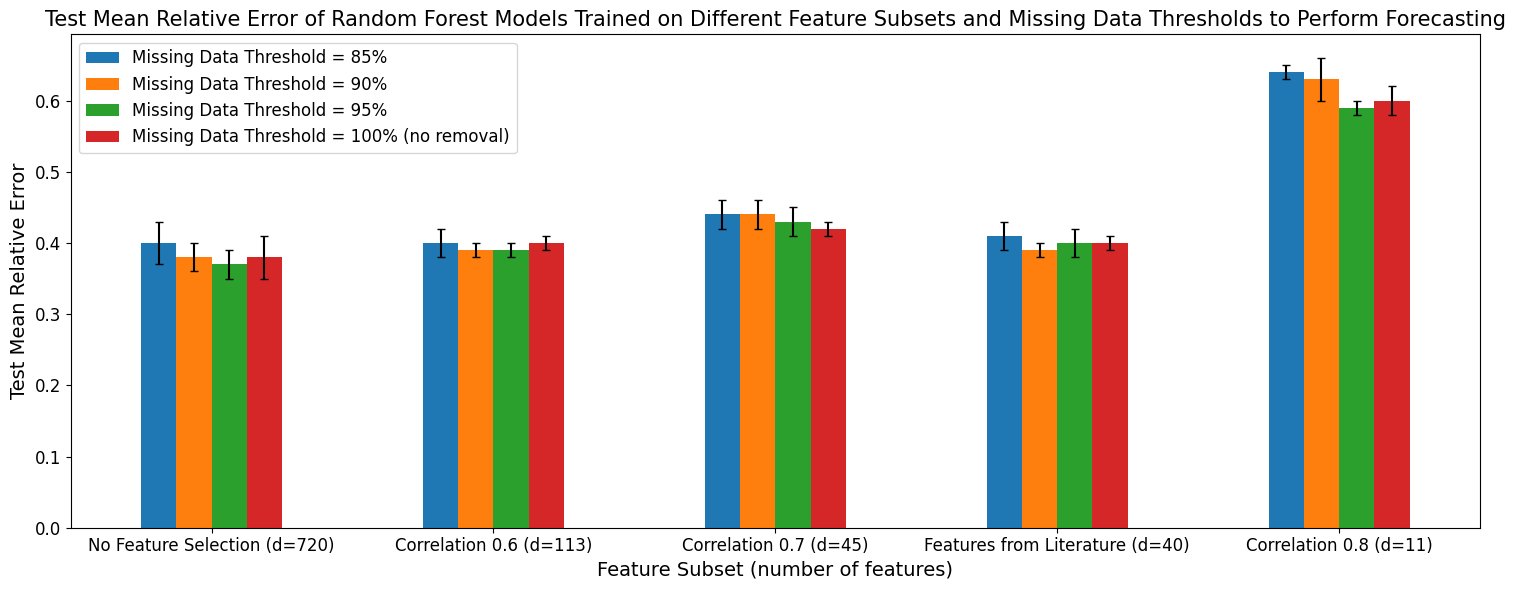 Test Mean Relative Error of Random Forest Models Trained on Different Feature Subsets and Missing Data Thresholds to Perform Forecasting
Missing Data Threshold = 85%
Missing Data Threshold = 90%
Missing Data Threshold = 95%
Missing Data Threshold = 100% (no removal)
Test Mean Relative Error
0.6
0.5
0.4
0.3
0.2
0.1
0.0
No Feature Selection (d=720)
Correlation 0.6 (d=113)
Correlation 0.7 (d=45)
Features from Literature (d=40)
Correlation 0.8 (d=11)
Feature Subset (number of features)